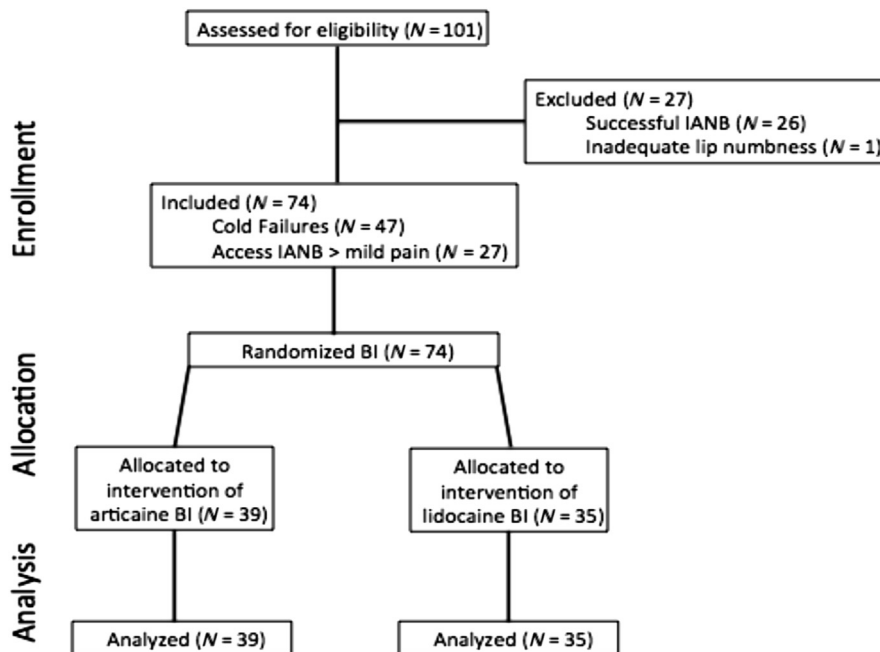 Assessed for eligibility (N = 101)
Excluded (N = 27)
Successful IANB (N = 26)
Inadequate lip numbness (N = 1)
Enrollment
Included (N = 74)
Cold Failures (N = 47)
Access IANB > mild pain (N = 27)
Randomized BI (N = 74)
Allocation
Allocated to
intervention of
articaine BI (N = 39)
Allocated to
intervention of
lidocaine BI (N = 35)
Analysis
Analyzed (N = 39)
Analyzed (N = 35)